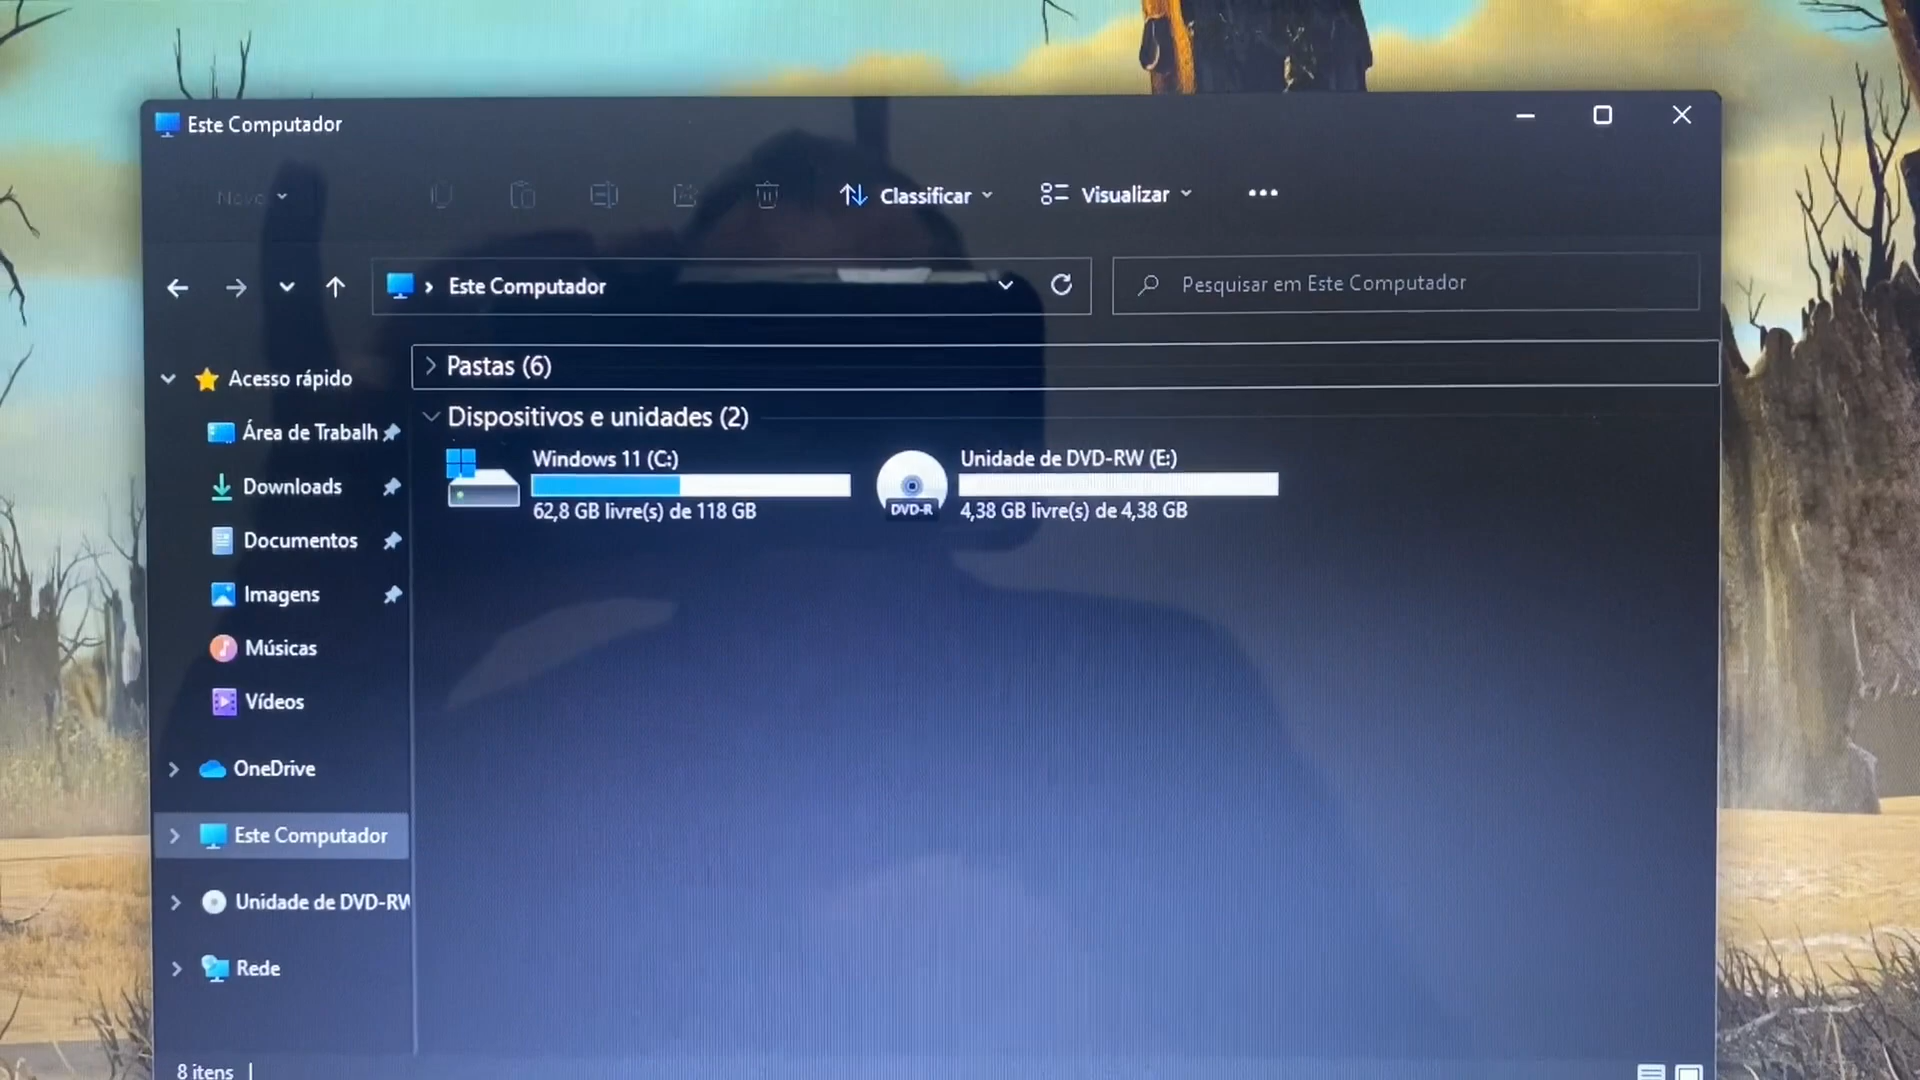 Este Computador
Novo
Classificar
Visualizar
Este Computador
Pesquisar em Este Computador
Pastas (6)
Acesso rápido
Dispositivos e unidades (2)
Área de Trabalh
Windows 11 (C:)
Unidade de DVD-RW (E:)
62,8 GB livre(s) de 118 GB
DVD-R
4,38 GB livre(s) de 4,38 GB
Downloads
Documentos
Imagens
Músicas
Vídeos
OneDrive
Este Computador
Unidade de DVD-RW
Rede
8 itens